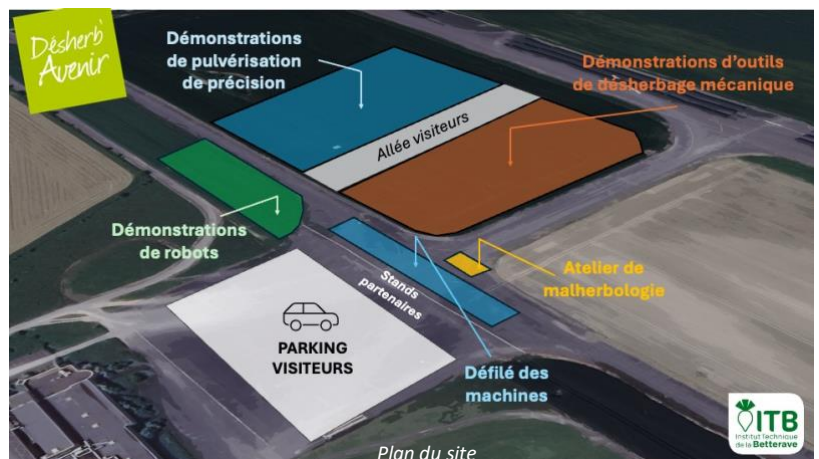 Désherb'
Avenir
Démonstrations
de pulvérisation
de précision
Démonstrations d'outils
de désherbage mécanique
Allée visiteurs
Démonstrations
de robots
Stands
partenaires
Atelier de
malherbologie
PARKING
VISITEURS
Défilé des
machines
ITB
Institut Technique
de la Betterave
Plan du site